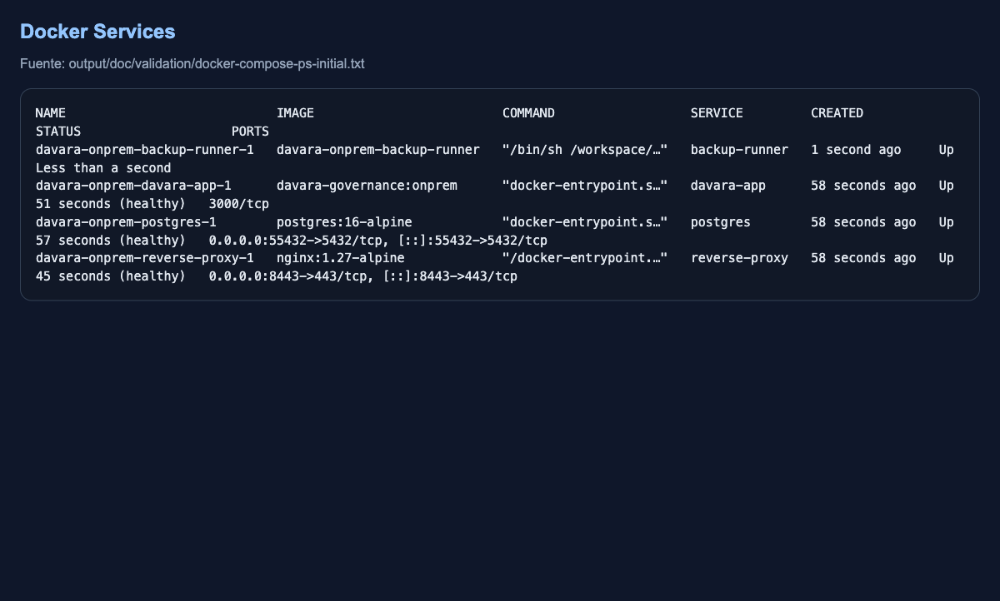 Docker Services
Fuente: output/doc/validation/docker-compose-ps-initial.txt
NAME                            IMAGE                         COMMAND                  SERVICE         CREATED
STATUS                    PORTS
davara-onprem-backup-runner-1   davara-onprem-backup-runner   "/bin/sh /workspace/…"   backup-runner   1 second ago     Up
Less than a second
davara-onprem-davara-app-1      davara-governance:onprem      "docker-entrypoint.s…"   davara-app      58 seconds ago   Up
51 seconds (healthy)   3000/tcp
davara-onprem-postgres-1        postgres:16-alpine            "docker-entrypoint.s…"   postgres        58 seconds ago   Up
57 seconds (healthy)   0.0.0.0:55432->5432/tcp, [::]:55432->5432/tcp
davara-onprem-reverse-proxy-1   nginx:1.27-alpine             "/docker-entrypoint.…"   reverse-proxy   58 seconds ago   Up
45 seconds (healthy)   0.0.0.0:8443->443/tcp, [::]:8443->443/tcp